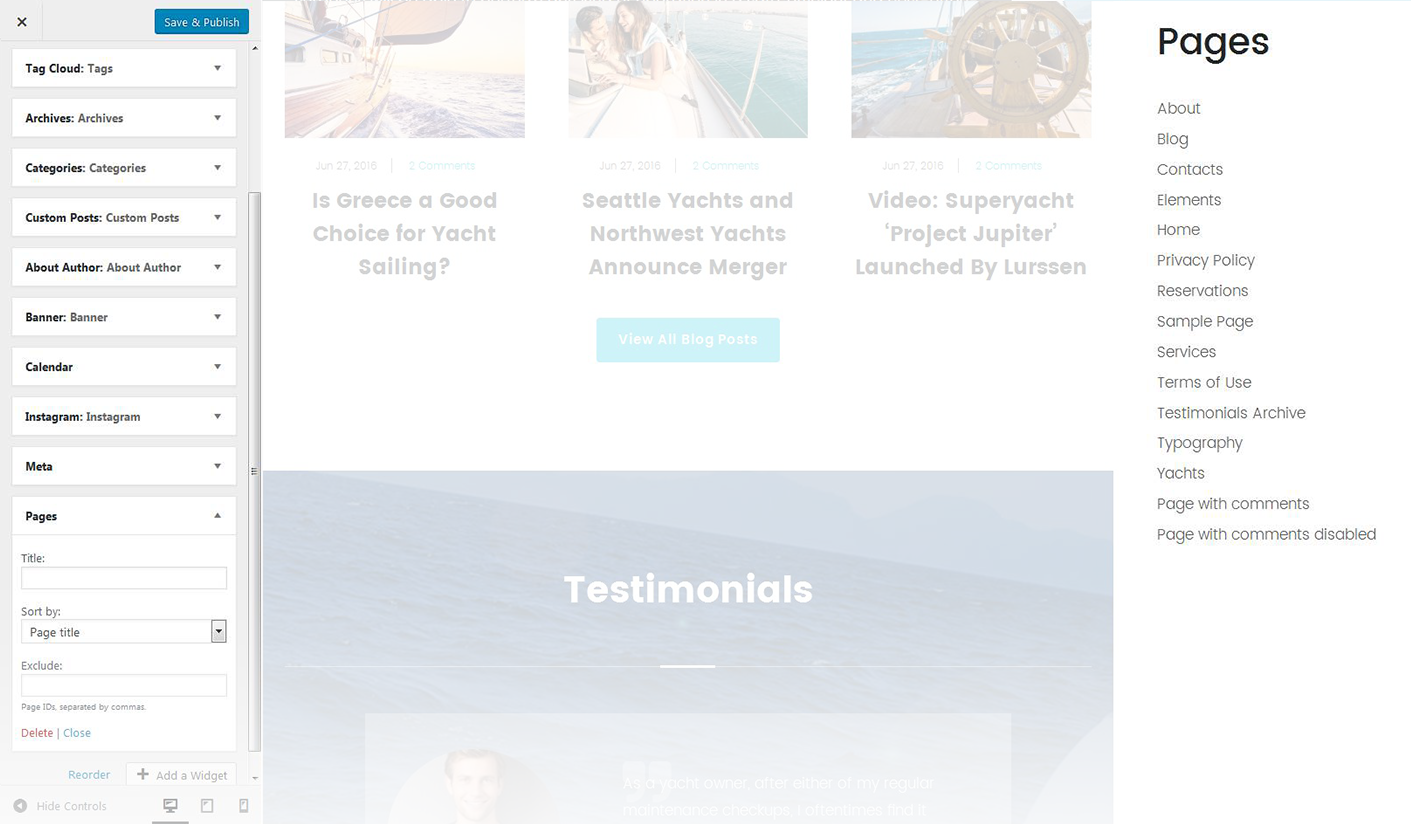 Save & Publish
Tag Cloud: Tags
Archives: Archives
Categories: Categories
Custom Posts: Custom Posts
About Author: About Author
Banner: Banner
Calendar
Instagram: Instagram
Meta
Pages
Title:
Sort by:
Page title
Exclude:
Page IDs, separated by commas.
Delete | Close
Reorder
Add a Widget
Hide Controls
Jun 27, 2016 | 2 Comments
Is Greece a Good
Choice for Yacht
Sailing?
Jun 27, 2016 | 2 Comments
Seattle Yachts and
Northwest Yachts
Announce Merger
Jun 27, 2016 | 2 Comments
Video: Superyacht
‘Project Jupiter’
Launched By Lurssen
View All Blog Posts
Testimonials
As a yacht owner, after either of my regular
maintenance checkups, I oftentimes find it
Pages
About
Blog
Contacts
Elements
Home
Privacy Policy
Reservations
Sample Page
Services
Terms of Use
Testimonials Archive
Typography
Yachts
Page with comments
Page with comments disabled